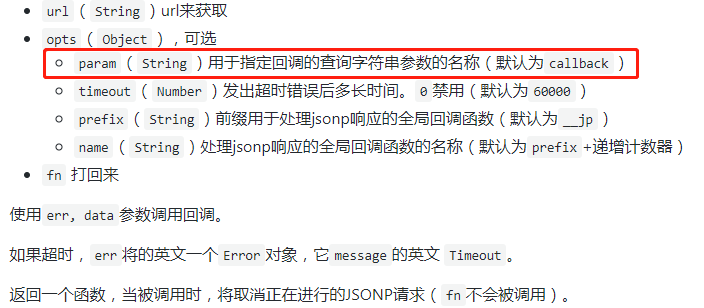 url ( String ) url来获取
opts ( Object ) ，可选
param ( String ) 用于指定回调的查询字符串参数的名称（默认为 callback ）
timeout ( Number ) 发出超时错误后多长时间。 0 禁用（默认为 60000 ）
prefix ( String ) 前缀用于处理jsonp响应的全局回调函数（默认为 __jp ）
name ( String ) 处理jsonp响应的全局回调函数的名称（默认为 prefix +递增计数器）
fn 打回来
使用 err, data 参数调用回调。
如果超时，err 将的英文一个 Error 对象，它 message 的英文 Timeout 。
返回一个函数，当被调用时，将取消正在进行的JSONP请求（ fn 不会被调用）。